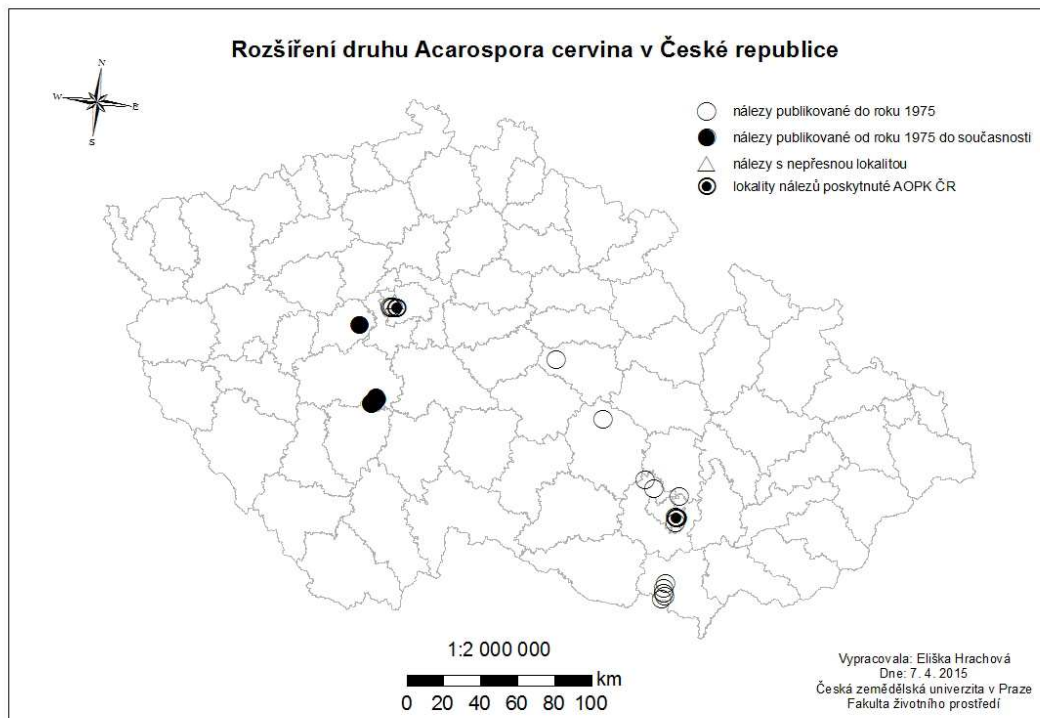 Rozšíření druhu Acarospora cervina v České republice
N
W
E
S
nálezy publikované do roku 1975
nálezy publikované od roku 1975 do současnosti
nálezy s nepřesnou lokalitou
lokality nálezů poskytnuté AOPK ČR
1:2 000 000
km
0 20 40 60 80 100
Vypracovala: Eliška Hrachová
Dne: 7. 4. 2015
Česká zemědělská univerzita v Praze
Fakulta životního prostředí